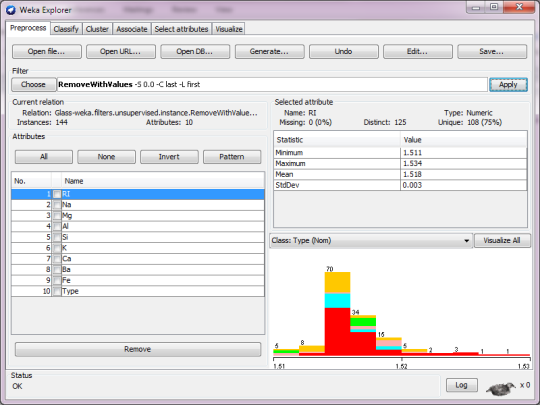 Weka Explorer
Preprocess Classify Cluster Associate Select attributes Visualize
Open file... Open URL... Open DB... Generate... Undo Edit... Save...
Filter
Choose RemoveWithValues -S 0.0 -C last -L first Apply
Current relation
Relation: Glass-weka.filters.unsupervised.instance.RemoveWithValue...
Instances: 144 Attributes: 10
Attributes
All None Invert Pattern
No. Name
1 RI
2 Na
3 Mg
4 Al
5 Si
6 K
7 Ca
8 Ba
9 Fe
10 Type
Remove
Selected attribute
Name: RI Type: Numeric
Missing: 0 (0%) Distinct: 125 Unique: 108 (75%)
Statistic Value
Minimum 1.511
Maximum 1.534
Mean 1.518
StdDev 0.003
Class: Type (Nom) Visualize All
70
34
15
5 8 5 2 3 1 1
1.51 1.52 1.53
Status
OK Log x 0